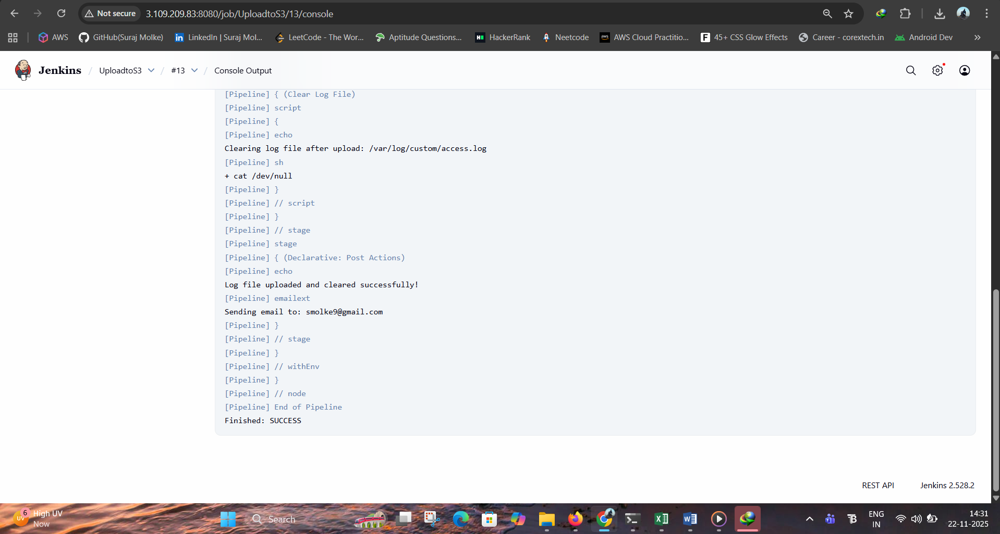 Not secure 3.109.209.83:8080/job/UploadtoS3/13/console
AWS GitHub(Suraj Molke) LinkedIn | Suraj Mol... LeetCode - The Wor... Aptitude Questions... HackerRank Neetcode AWS Cloud Practitio... 45+ CSS Glow Effects Career - corextech.in Android Dev »
Jenkins / UploadtoS3 / #13 / Console Output
[Pipeline] { (Clear Log File)
[Pipeline] script
[Pipeline] {
[Pipeline] echo
Clearing log file after upload: /var/log/custom/access.log
[Pipeline] sh
+ cat /dev/null
[Pipeline] }
[Pipeline] // script
[Pipeline] }
[Pipeline] // stage
[Pipeline] stage
[Pipeline] { (Declarative: Post Actions)
[Pipeline] echo
Log file uploaded and cleared successfully!
[Pipeline] emailext
Sending email to: smolke9@gmail.com
[Pipeline] }
[Pipeline] // stage
[Pipeline] }
[Pipeline] // withEnv
[Pipeline] }
[Pipeline] // node
[Pipeline] End of Pipeline
Finished: SUCCESS
REST API Jenkins 2.528.2
UV 6 High UV
Now
Search
ENG
IN
14:31
22-11-2025